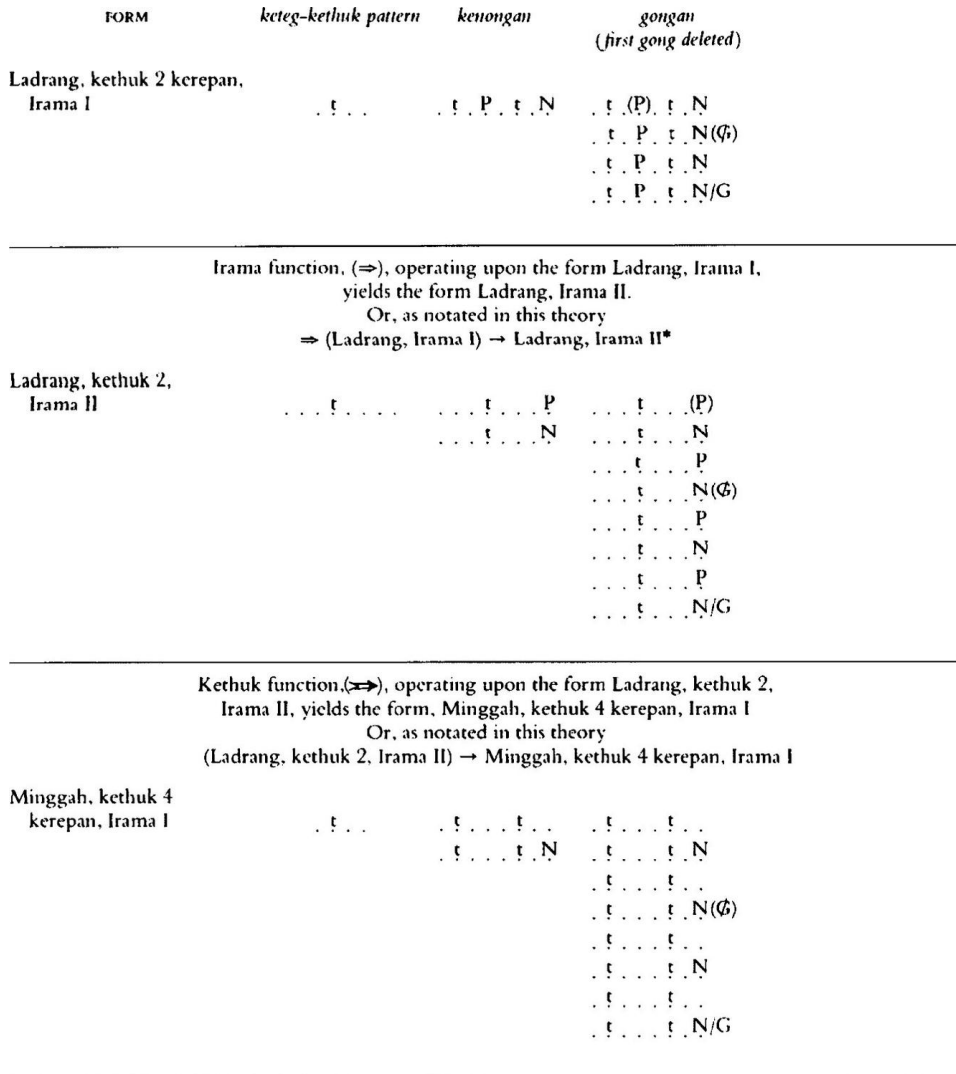 FORM keteg-kethuk pattern kenongan gongan
(first gong deleted)
Ladrang, kethuk 2 kerepan,
Irama I . ṭ . . . ṭ . P̣ . ṭ . Ṇ . ṭ . (P) . ṭ . N
. ṭ . P̣ . ṭ . N(G̸)
. ṭ . P̣ . ṭ . N
. ṭ . P̣ . ṭ . N/G
Irama function, (⇒), operating upon the form Ladrang, Irama I,
yields the form Ladrang, Irama II.
Or, as notated in this theory
⇒ (Ladrang, Irama I) → Ladrang, Irama II*
Ladrang, kethuk 2,
Irama II . . . ṭ . . . . . . . ṭ . . . P̣ . . . ṭ . . . (P)
. . . ṭ . . . Ṇ . . . ṭ . . . Ṇ
. . . ṭ . . . P̣
. . . ṭ . . . Ṇ(G̸)
. . . ṭ . . . P̣
. . . ṭ . . . Ṇ
. . . ṭ . . . P̣
. . . ṭ . . . Ṇ/G
Kethuk function,(⤀), operating upon the form Ladrang, kethuk 2,
Irama II, yields the form, Minggah, kethuk 4 kerepan, Irama I
Or, as notated in this theory
(Ladrang, kethuk 2, Irama II) → Minggah, kethuk 4 kerepan, Irama I
Minggah, kethuk 4
kerepan, Irama I . ṭ . . . ṭ . . . ṭ . . . ṭ . . . ṭ . .
. ṭ . . . ṭ . Ṇ . ṭ . . . ṭ . N
. ṭ . . . ṭ . .
. ṭ . . . ṭ . N(G̸)
. ṭ . . . ṭ . .
. ṭ . . . ṭ . N
. ṭ . . . ṭ . .
. ṭ . . . ṭ . N/G